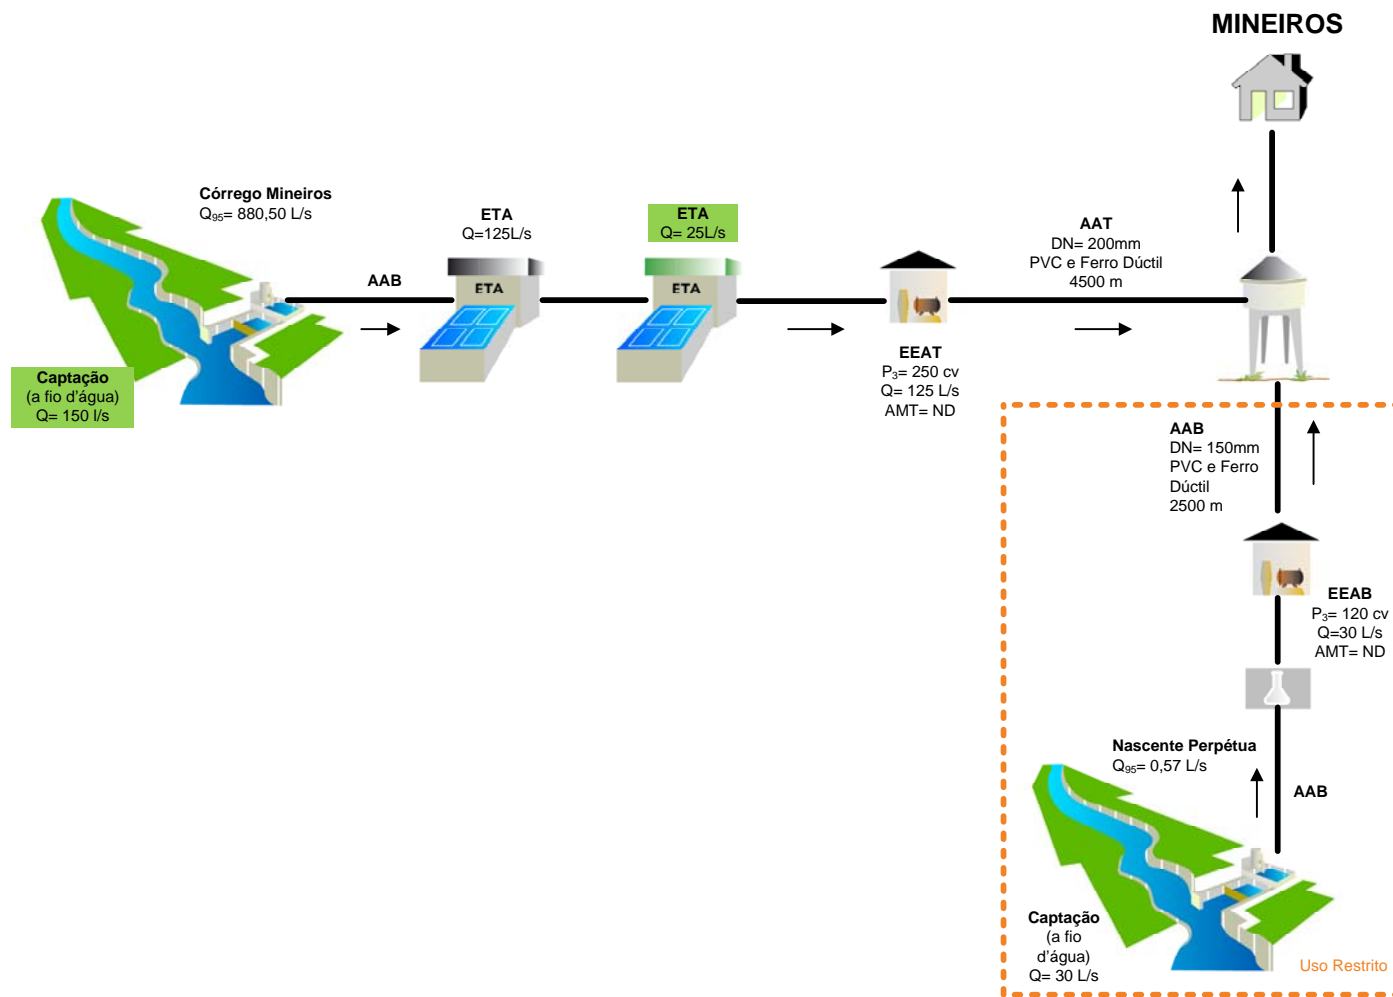 MINEIROS
Córrego Mineiros
Q95= 880,50 L/s
Captação
(a fio d'água)
Q= 150 l/s
AAB
ETA
Q=125L/s
ETA
ETA
Q= 25L/s
ETA
EEAT
P3= 250 cv
Q= 125 L/s
AMT= ND
AAT
DN= 200mm
PVC e Ferro Dúctil
4500 m
AAB
DN= 150mm
PVC e Ferro
Dúctil
2500 m
EEAB
P3= 120 cv
Q=30 L/s
AMT= ND
Nascente Perpétua
Q95= 0,57 L/s
AAB
Captação
(a fio
d'água)
Q= 30 L/s
Uso Restrito